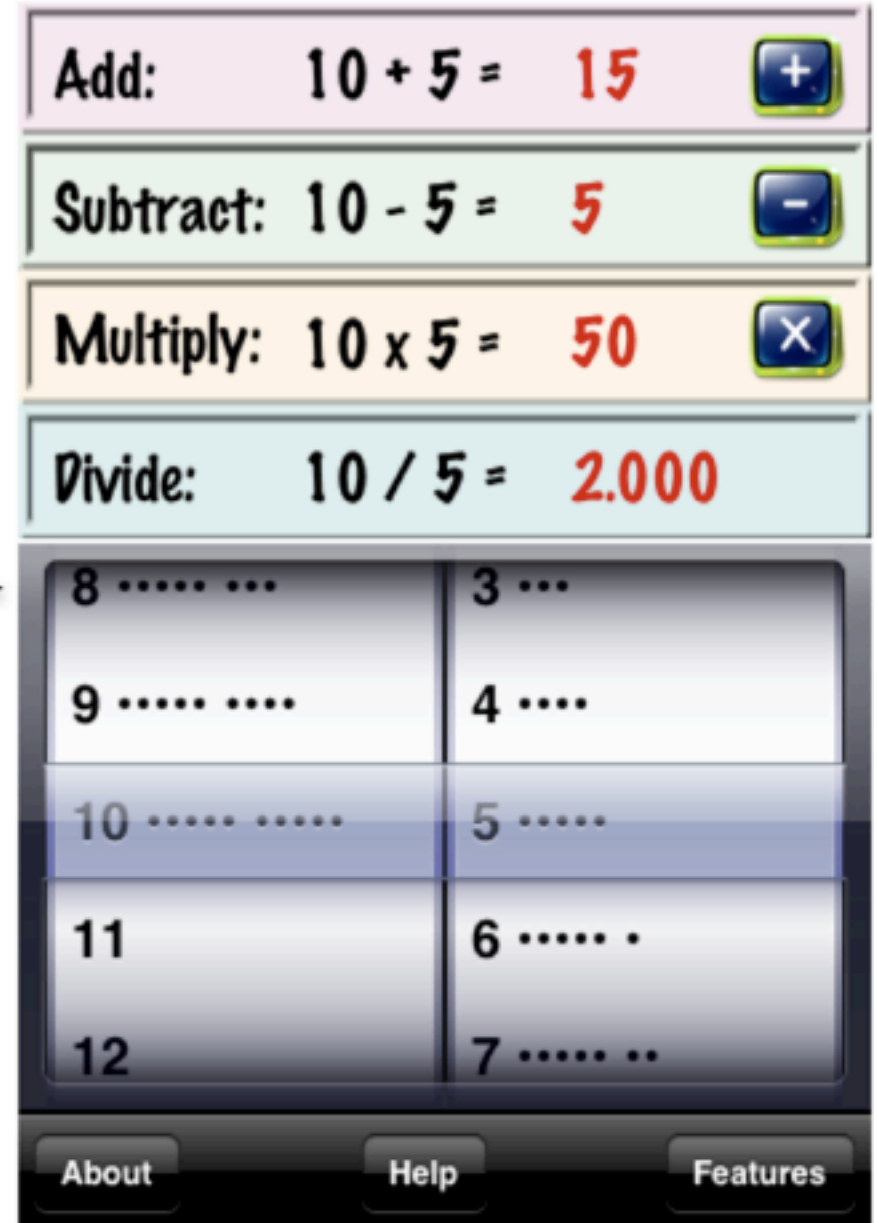 Add: 10 + 5 = 15 +
Subtract: 10 - 5 = 5 -
Multiply: 10 x 5 = 50 X
Divide: 10 / 5 = 2.000
8 ••••• ••• 3 •••
9 ••••• •••• 4 ••••
10 ••••• ••••• 5 •••••
11 6 ••••• •
12 7 ••••• ••
About Help Features